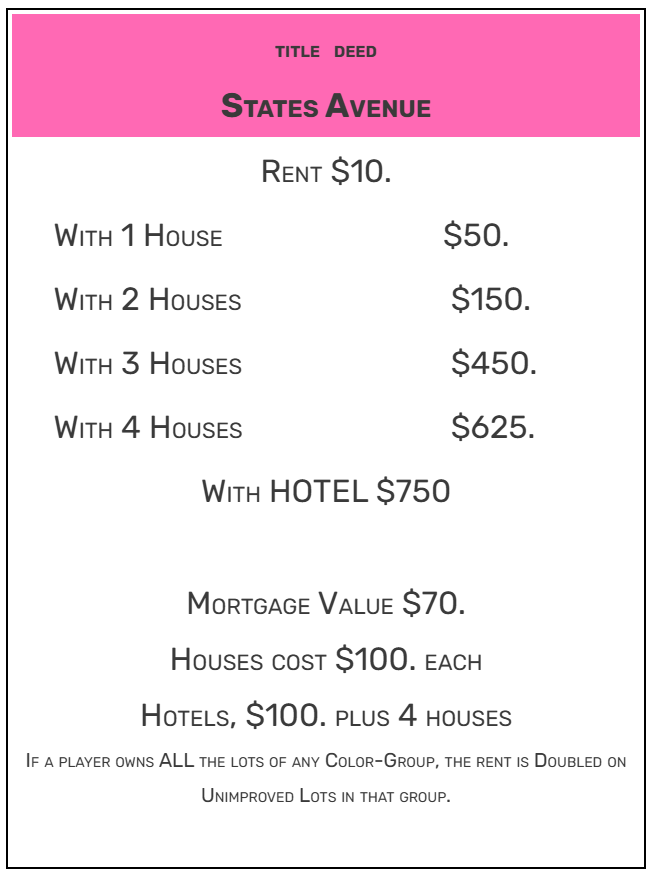 TITLE DEED
STATES AVENUE
RENT $10.
WITH 1 HOUSE $50.
WITH 2 HOUSES $150.
WITH 3 HOUSES $450.
WITH 4 HOUSES $625.
WITH HOTEL $750
MORTGAGE VALUE $70.
HOUSES COST $100. EACH
HOTELS, $100. PLUS 4 HOUSES
IF A PLAYER OWNS ALL THE LOTS OF ANY COLOR-GROUP, THE RENT IS DOUBLED ON
UNIMPROVED LOTS IN THAT GROUP.